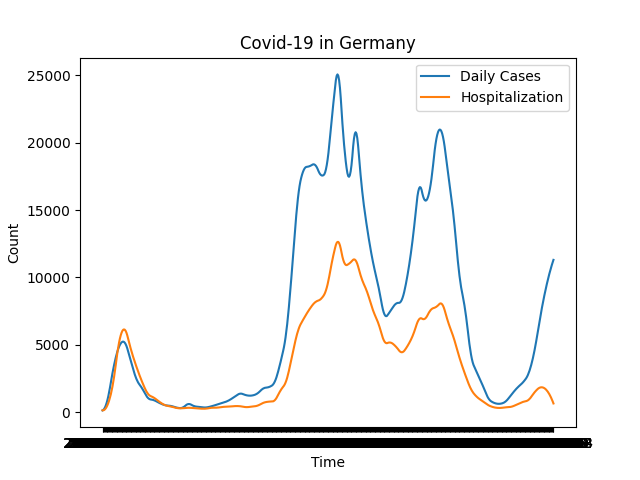 Covid-19 in Germany
Daily Cases
Hospitalization
25000
20000
15000
10000
5000
0
Count
Time